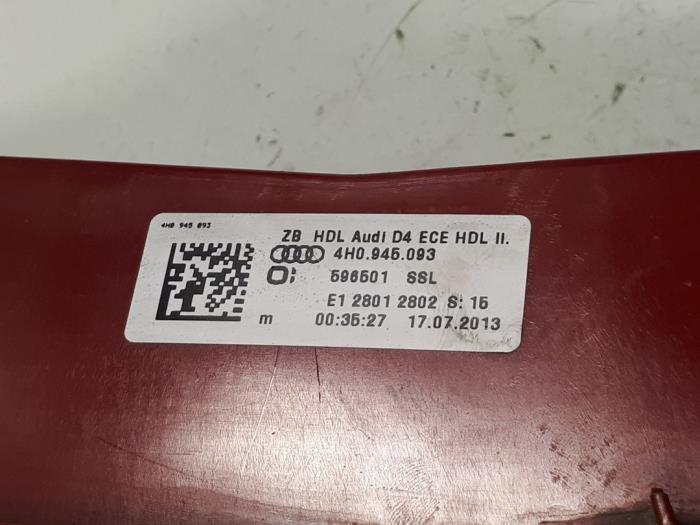 4H0 945 093
ZB HDL Audi D4 ECE HDL II.
4H0.945.093
596501 SSL
E1 2801 2802 S: 15
m 00:35:27 17.07.2013